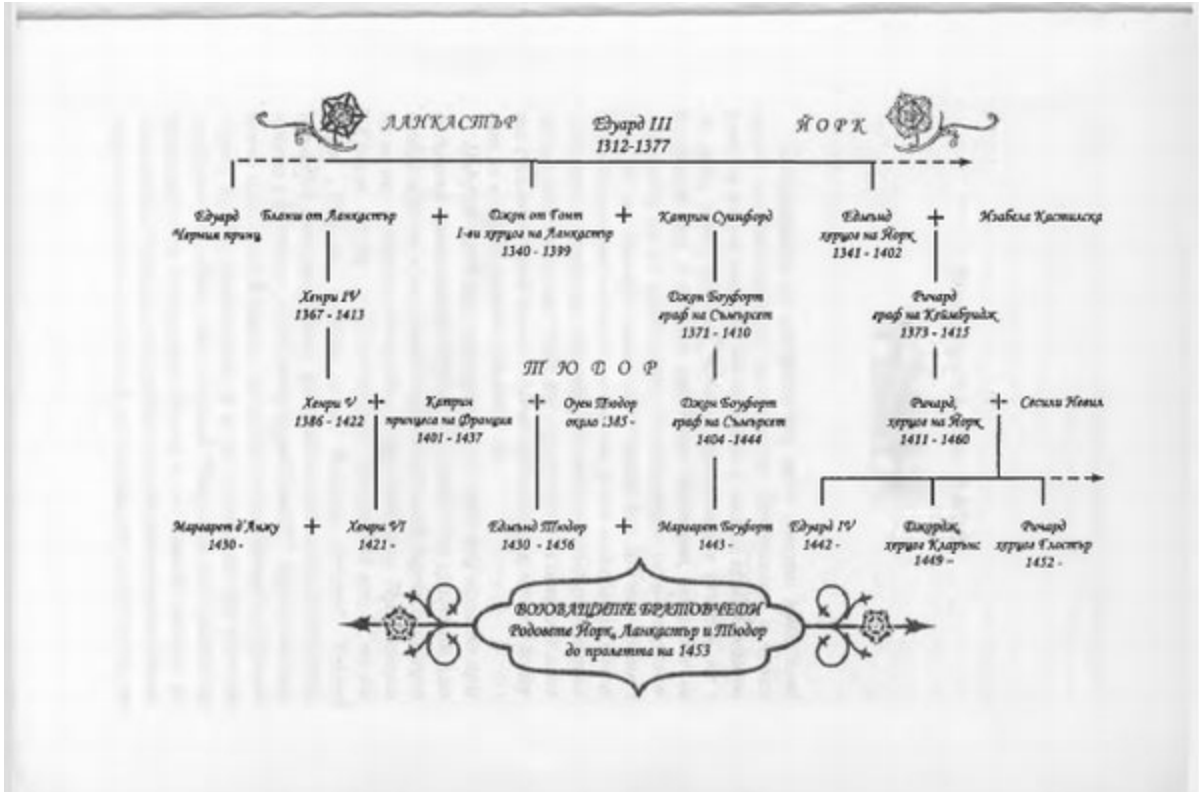 ЛАНКАСТЪР
Едуард III
1312-1377
ЙОРК
Едуард
Черния принц
Бланш от Ланкастър
+
Джон от Гонт
I-ви херцог на Ланкастър
1340 - 1399
+
Катрин Суинфорд
Едмънд
херцог на Йорк
1341 - 1402
+
Изабела Кастилска
Хенри IV
1367 - 1413
Джон Боуфорт
граф на Съмърсет
1371 - 1410
Ричард
граф на Кеймбридж
1373 - 1415
ТЮДОР
Хенри V
1386 - 1422
+
Катрин
принцеса на Франция
1401 - 1437
+
Оуен Тюдор
около 1385 -
Джон Боуфорт
граф на Съмърсет
1404 -1444
Ричард,
херцог на Йорк
1411 - 1460
+
Сесили Невил
Маргарет д'Анжу
1430 -
+
Хенри VI
1421 -
Едмънд Тюдор
1430 - 1456
+
Маргарет Боуфорт
1443 -
Едуард IV
1442 -
Джордж,
херцог Кларънс
1449 –
Ричард
херцог Глостър
1452 -
ВОЮВАЩИТЕ БРАТОВЧЕДИ
Родовете Йорк, Ланкастър и Тюдор
до пролетта на 1453